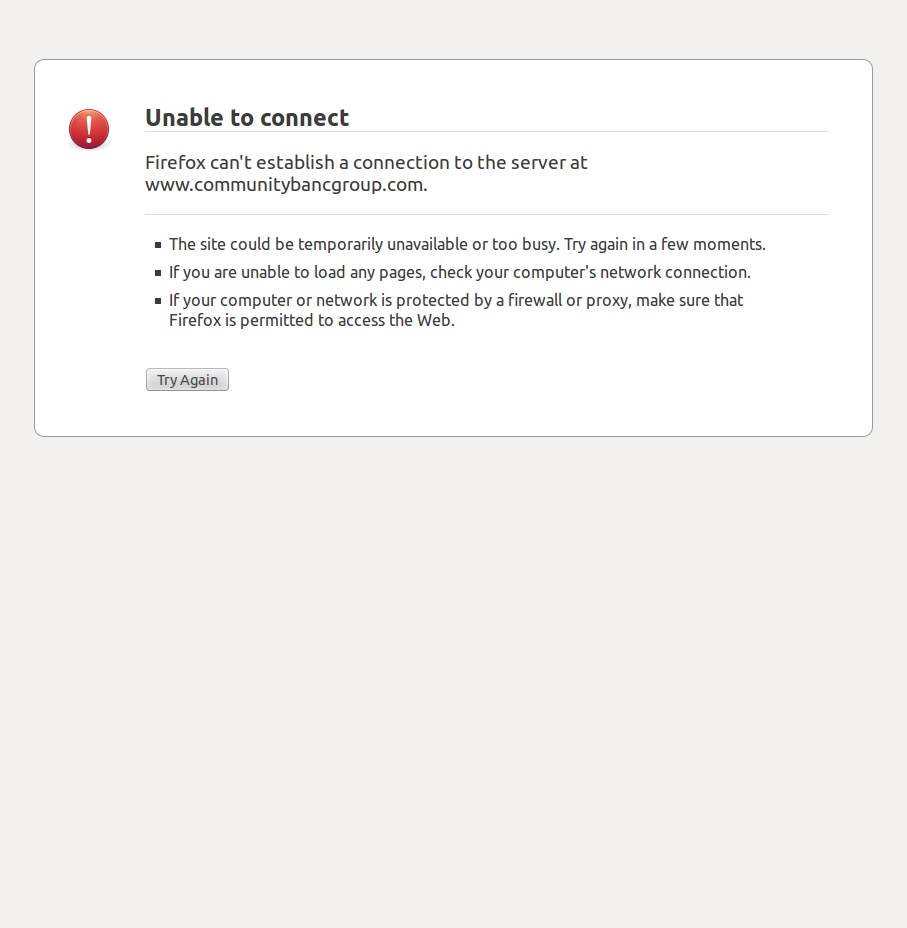 Unable to connect
Firefox can't establish a connection to the server at
www.communitybancgroup.com.
The site could be temporarily unavailable or too busy. Try again in a few moments.
If you are unable to load any pages, check your computer's network connection.
If your computer or network is protected by a firewall or proxy, make sure that
Firefox is permitted to access the Web.
Try Again